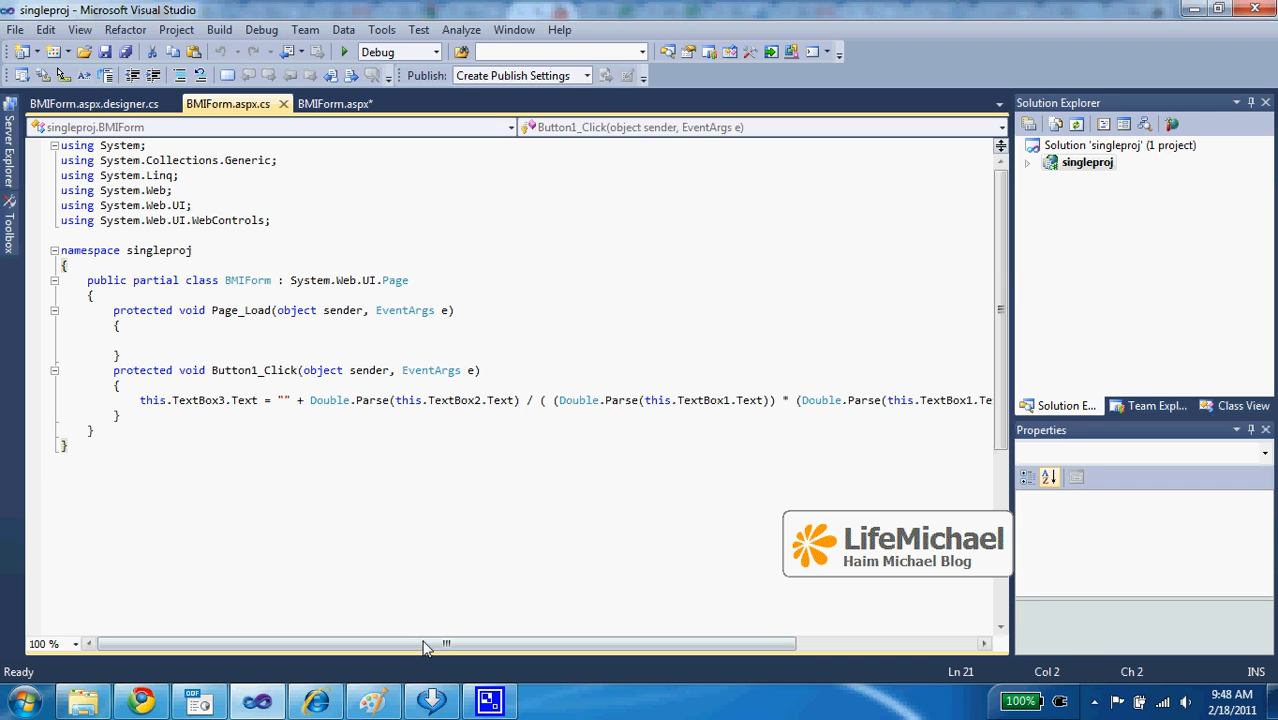 singleproj - Microsoft Visual Studio
File Edit View Refactor Project Build Debug Team Data Tools Test Analyze Window Help
Debug
Publish: Create Publish Settings
BMIForm.aspx.designer.cs BMIForm.aspx.cs BMIForm.aspx*
singleproj.BMIForm Button1_Click(object sender, EventArgs e)
Server Explorer
Toolbox
using System;
using System.Collections.Generic;
using System.Linq;
using System.Web;
using System.Web.UI;
using System.Web.UI.WebControls;
namespace singleproj
{
public partial class BMIForm : System.Web.UI.Page
{
protected void Page_Load(object sender, EventArgs e)
{
}
protected void Button1_Click(object sender, EventArgs e)
{
this.TextBox3.Text = "" + Double.Parse(this.TextBox2.Text) / ( (Double.Parse(this.TextBox1.Text)) * (Double.Parse(this.TextBox1.Te
}
}
}
Solution Explorer
Solution 'singleproj' (1 project)
singleproj
Solution E... Team Expl... Class View
Properties
LifeMichael
Haim Michael Blog
100 %
Ready Ln 21 Col 2 Ch 2 INS
100%
9:48 AM
2/18/2011